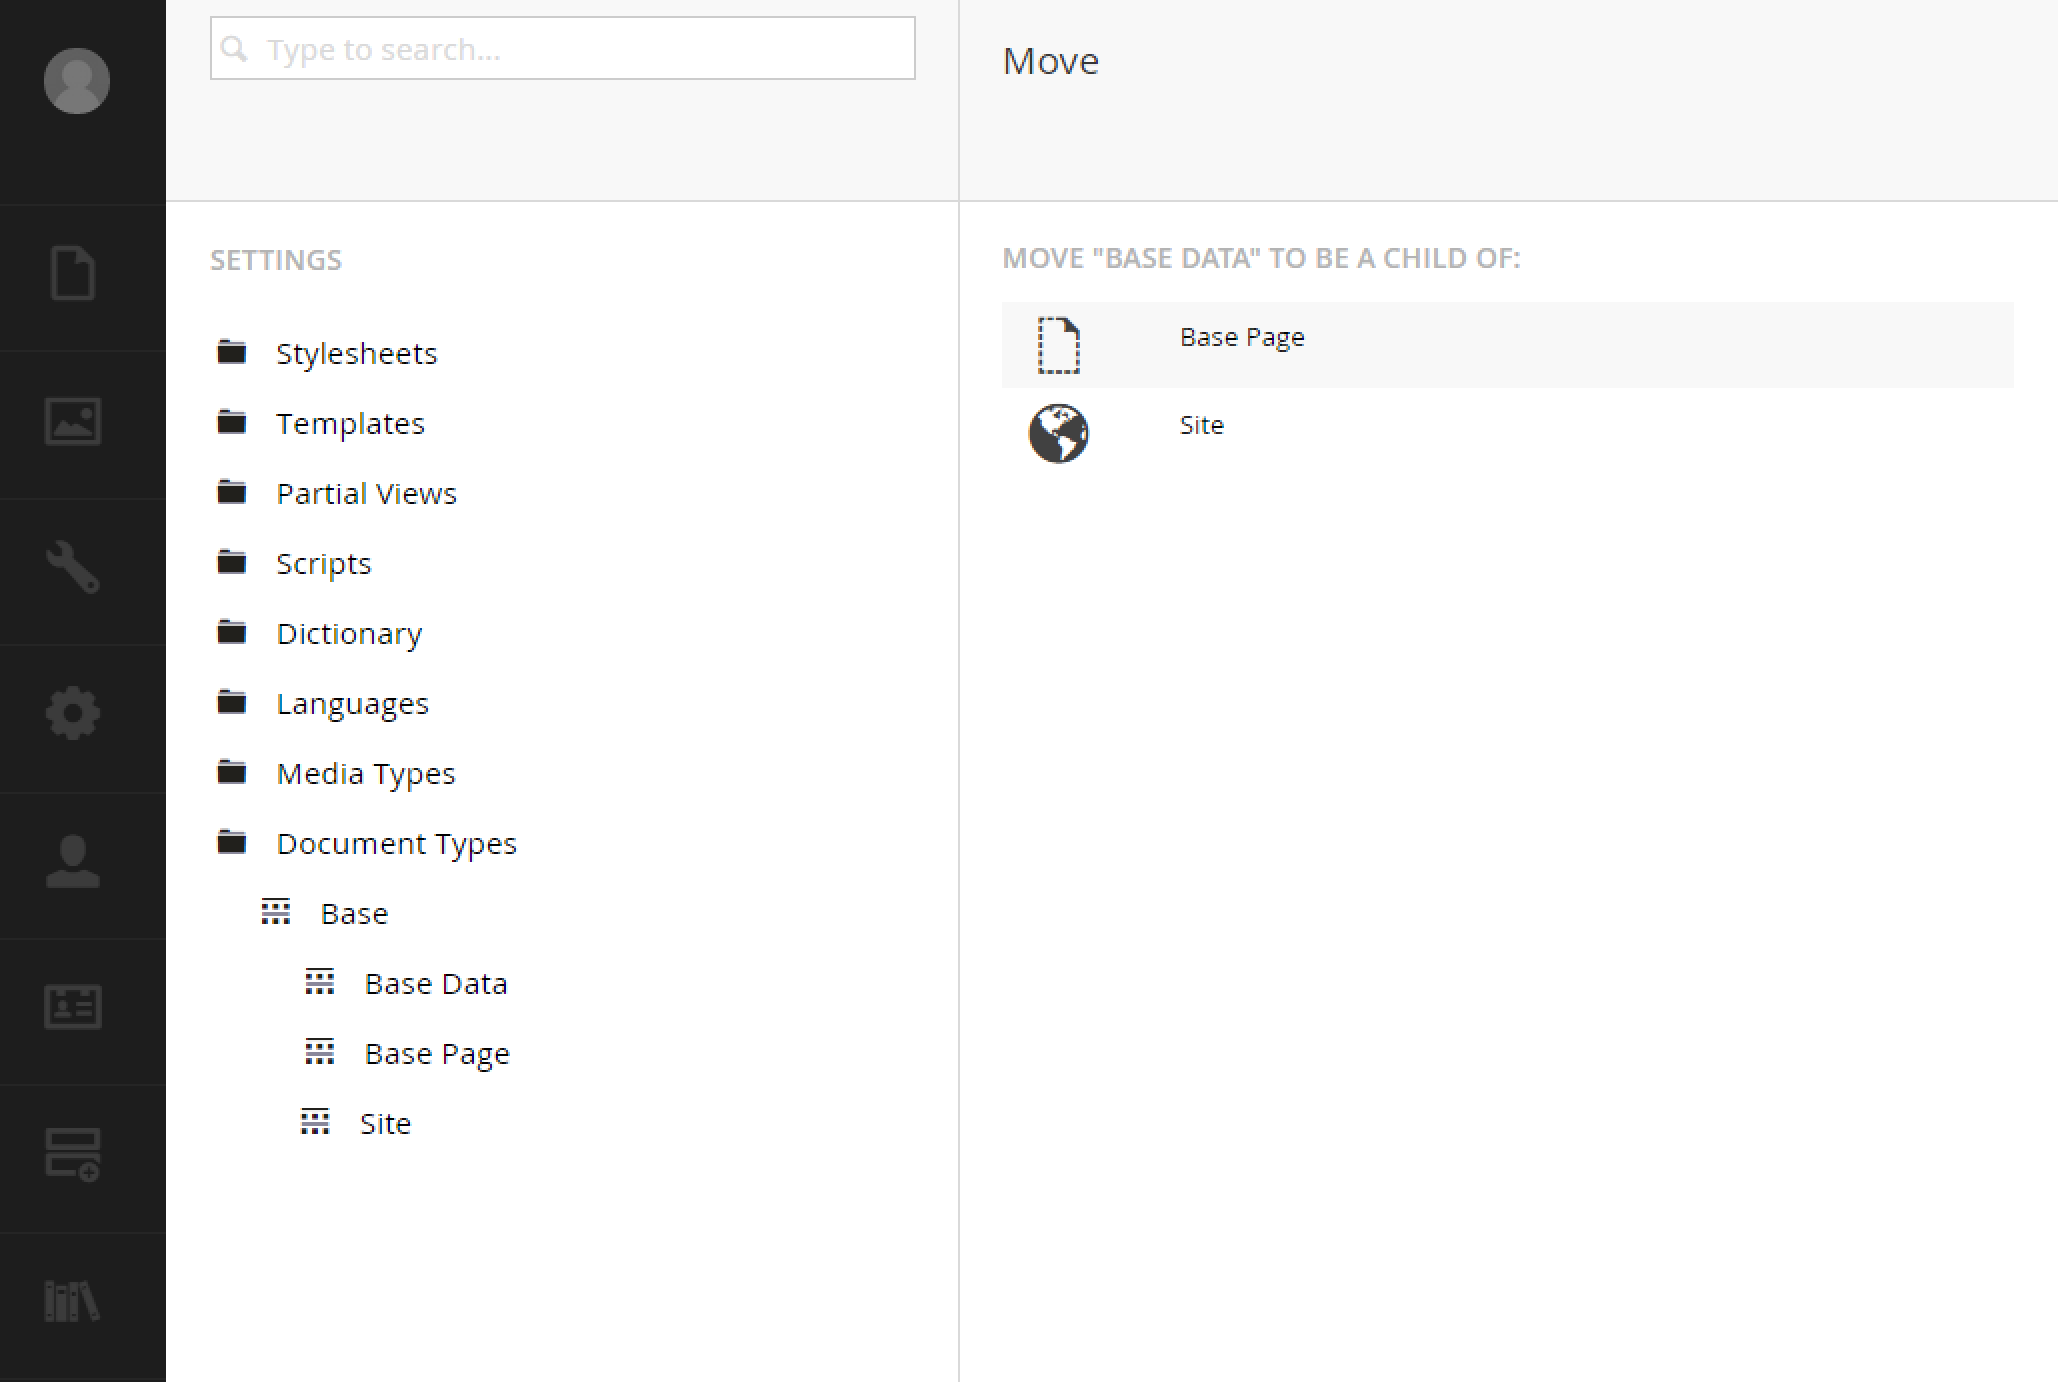 Type to search...
Move
SETTINGS
Stylesheets
Templates
Partial Views
Scripts
Dictionary
Languages
Media Types
Document Types
Base
Base Data
Base Page
Site
MOVE "BASE DATA" TO BE A CHILD OF:
Base Page
Site